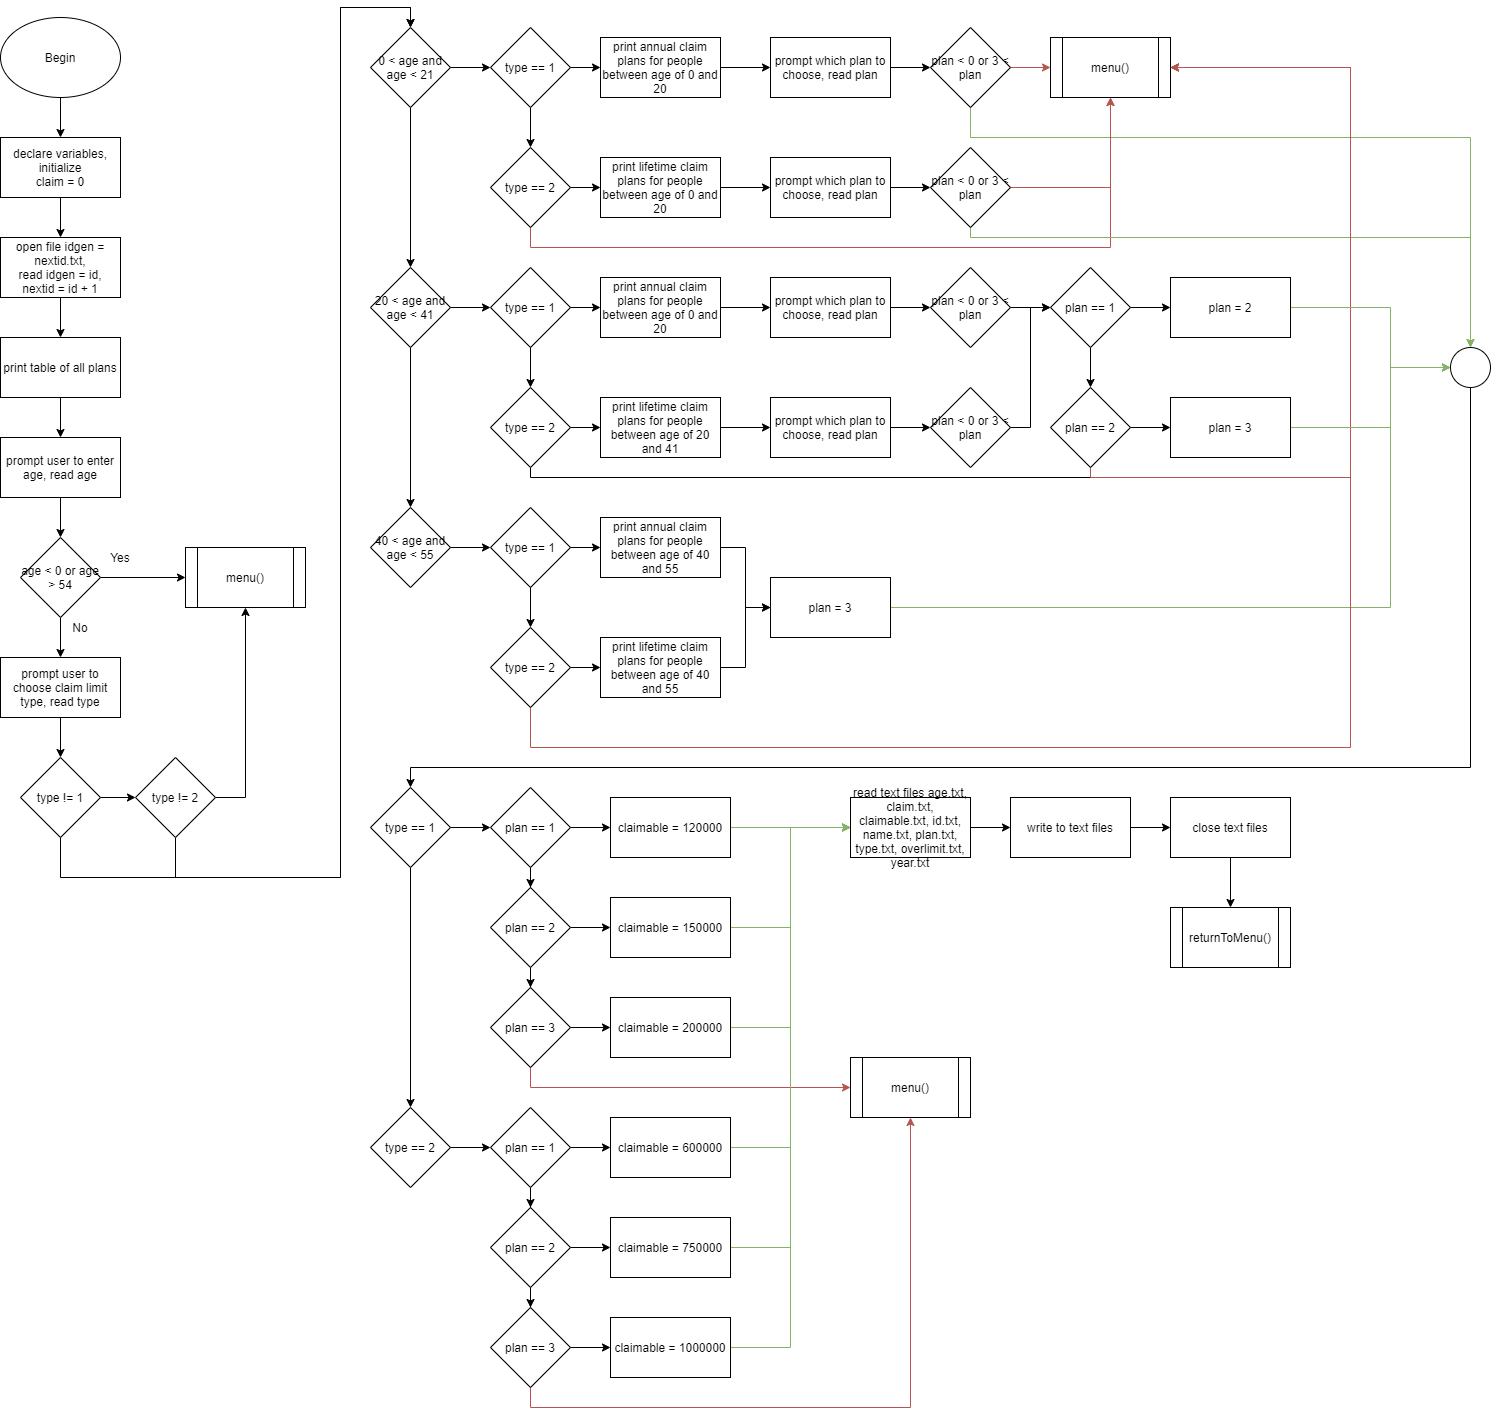 Begin
declare variables,
initialize
claim = 0
open file idgen =
nextid.txt,
read idgen = id,
nextid = id + 1
print table of all plans
prompt user to enter
age, read age
age < 0 or age
> 54
Yes
menu()
No
prompt user to
choose claim limit
type, read type
type != 1
type != 2
0 < age and
age < 21
type == 1
print annual claim
plans for people
between age of 0 and
20
prompt which plan to
choose, read plan
plan < 0 or 3 <
plan
menu()
type == 2
print lifetime claim
plans for people
between age of 0 and
20
prompt which plan to
choose, read plan
plan < 0 or 3 <
plan
20 < age and
age < 41
type == 1
print annual claim
plans for people
between age of 0 and
20
prompt which plan to
choose, read plan
plan < 0 or 3 <
plan
plan == 1
plan = 2
type == 2
print lifetime claim
plans for people
between age of 20
and 41
prompt which plan to
choose, read plan
plan < 0 or 3 <
plan
plan == 2
plan = 3
40 < age and
age < 55
type == 1
print annual claim
plans for people
between age of 40
and 55
plan = 3
type == 2
print lifetime claim
plans for people
between age of 40
and 55
type == 1
plan == 1
claimable = 120000
read text files age.txt,
claim.txt,
claimable.txt, id.txt,
name.txt, plan.txt,
type.txt, overlimit.txt,
year.txt
write to text files
close text files
plan == 2
claimable = 150000
returnToMenu()
plan == 3
claimable = 200000
menu()
type == 2
plan == 1
claimable = 600000
plan == 2
claimable = 750000
plan == 3
claimable = 1000000